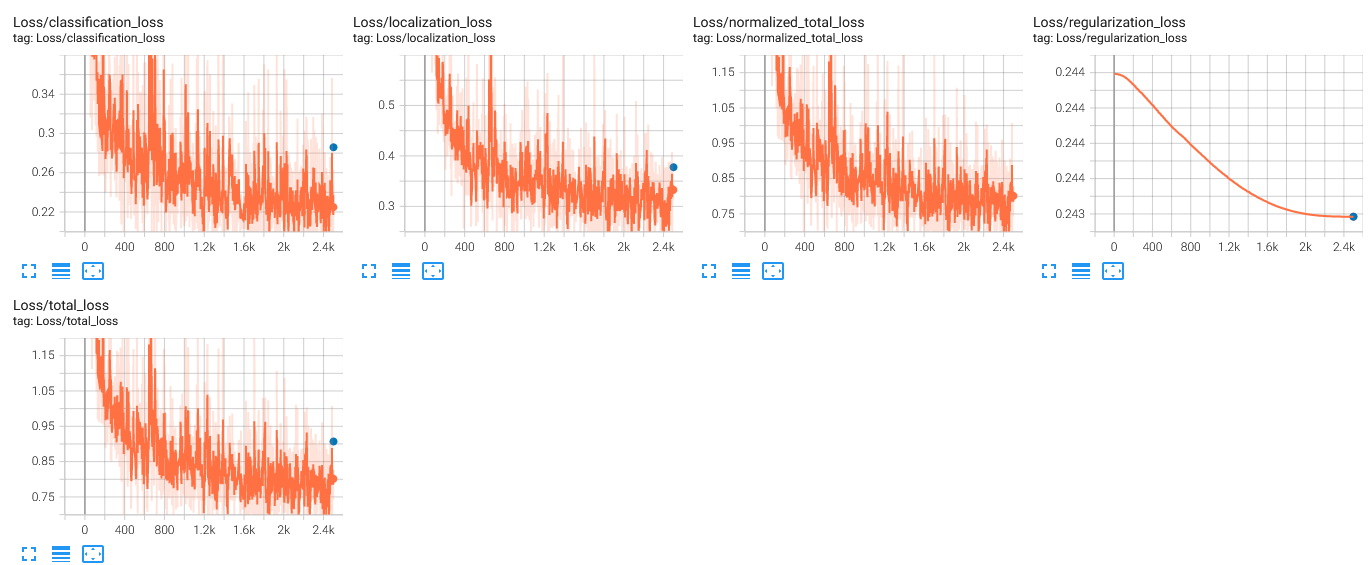 Loss/classification_loss
tag: Loss/classification_loss
0.34
0.3
0.26
0.22
0 400 800 1.2k 1.6k 2k 2.4k
Loss/localization_loss
tag: Loss/localization_loss
0.5
0.4
0.3
0 400 800 1.2k 1.6k 2k 2.4k
Loss/normalized_total_loss
tag: Loss/normalized_total_loss
1.15
1.05
0.95
0.85
0.75
0 400 800 1.2k 1.6k 2k 2.4k
Loss/regularization_loss
tag: Loss/regularization_loss
0.244
0.244
0.244
0.244
0.243
0 400 800 1.2k 1.6k 2k 2.4k
Loss/total_loss
tag: Loss/total_loss
1.15
1.05
0.95
0.85
0.75
0 400 800 1.2k 1.6k 2k 2.4k